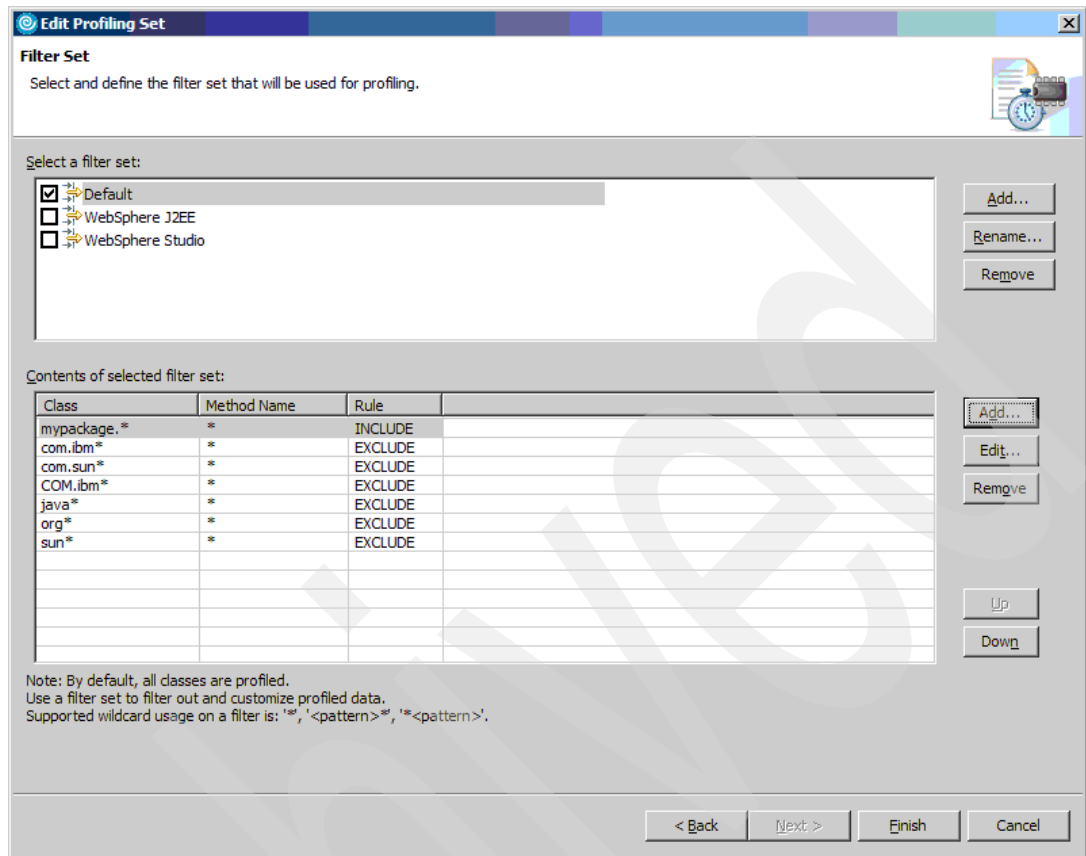 Edit Profiling Set
Filter Set
Select and define the filter set that will be used for profiling.
Select a filter set:
Default
WebSphere J2EE
WebSphere Studio
Add...
Rename...
Remove
Contents of selected filter set:
Class Method Name Rule
mypackage.* * INCLUDE
com.ibm* * EXCLUDE
com.sun* * EXCLUDE
COM.ibm* * EXCLUDE
java* * EXCLUDE
org* * EXCLUDE
sun* * EXCLUDE
Add...
Edit...
Remove
Up
Down
Note: By default, all classes are profiled.
Use a filter set to filter out and customize profiled data.
Supported wildcard usage on a filter is: '*', '<pattern>*', '*<pattern>'.
< Back Next > Finish Cancel